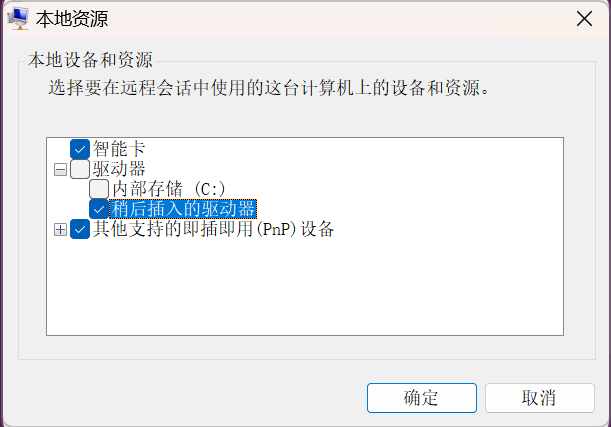 本地资源
本地设备和资源
选择要在远程会话中使用的这台计算机上的设备和资源。
智能卡
驱动器
内部存储 (C:)
稍后插入的驱动器
其他支持的即插即用(PnP)设备
确定
取消